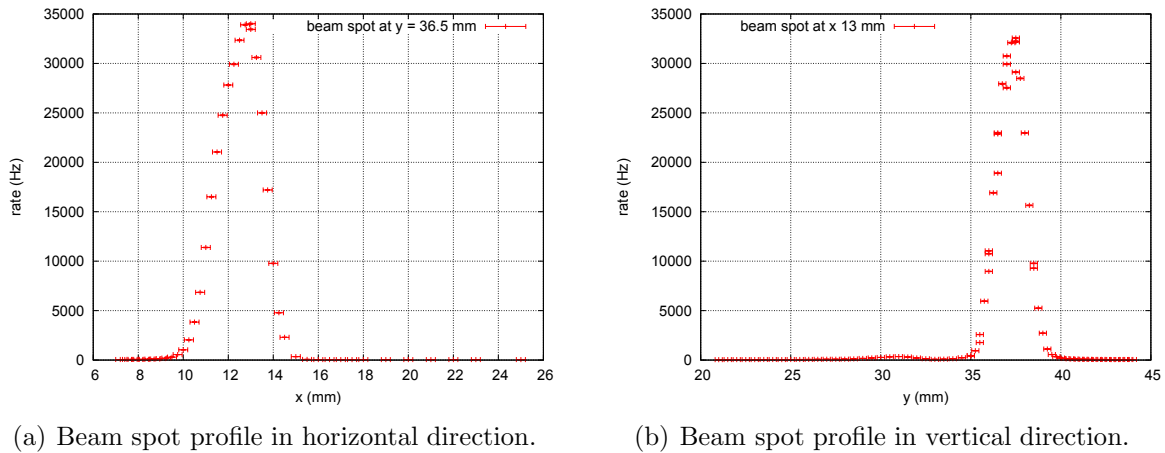 35000
30000
25000
20000
15000
10000
5000
0
rate (Hz)
beam spot at y = 36.5 mm
6 8 10 12 14 16 18 20 22 24 26
x (mm)
(a) Beam spot profile in horizontal direction.
35000
30000
25000
20000
15000
10000
5000
0
rate (Hz)
beam spot at x 13 mm
20 25 30 35 40 45
y (mm)
(b) Beam spot profile in vertical direction.